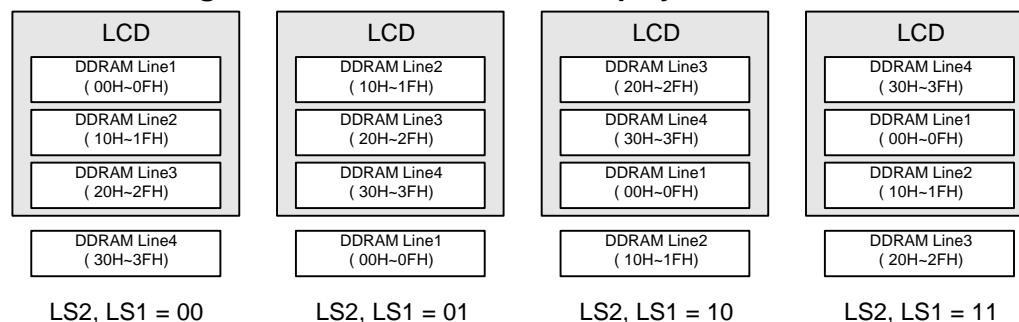 LCD
DDRAM Line1
( 00H~0FH)
DDRAM Line2
( 10H~1FH)
DDRAM Line3
( 20H~2FH)
DDRAM Line4
( 30H~3FH)
LS2, LS1 = 00
LCD
DDRAM Line2
( 10H~1FH)
DDRAM Line3
( 20H~2FH)
DDRAM Line4
( 30H~3FH)
DDRAM Line1
( 00H~0FH)
LS2, LS1 = 01
LCD
DDRAM Line3
( 20H~2FH)
DDRAM Line4
( 30H~3FH)
DDRAM Line1
( 00H~0FH)
DDRAM Line2
( 10H~1FH)
LS2, LS1 = 10
LCD
DDRAM Line4
( 30H~3FH)
DDRAM Line1
( 00H~0FH)
DDRAM Line2
( 10H~1FH)
DDRAM Line3
( 20H~2FH)
LS2, LS1 = 11